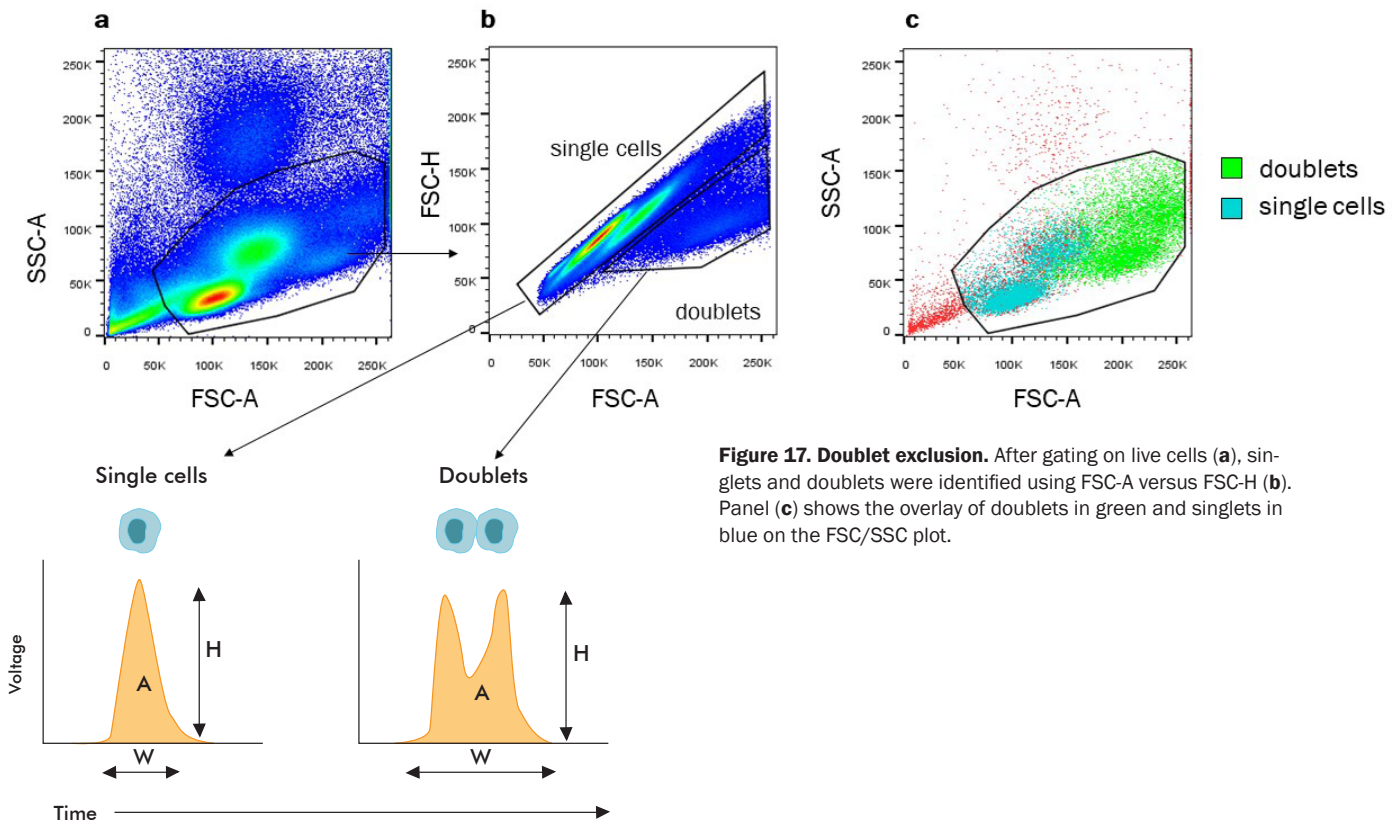 a
b
c
250K
200K
150K
100K
50K
0
SSC-A
0K
50K
100K
150K
200K
250K
FSC-A
250K
200K
150K
100K
50K
0
FSC-H
single cells
doublets
0K
50K
100K
150K
200K
250K
FSC-A
250K
200K
150K
100K
50K
0
SSC-A
0K
50K
100K
150K
200K
250K
FSC-A
doublets
single cells
Figure 17. Doublet exclusion. After gating on live cells (a), sin-
glets and doublets were identified using FSC-A versus FSC-H (b).
Panel (c) shows the overlay of doublets in green and singlets in
blue on the FSC/SSC plot.
Single cells
Doublets
Voltage
A
H
W
A
H
W
Time